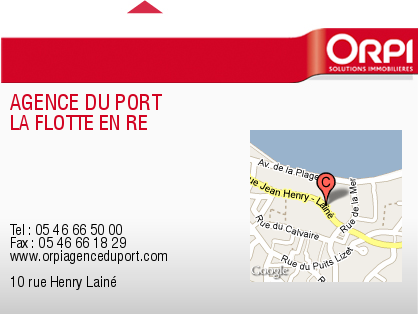 ORPI
SOLUTIONS IMMOBILIÈRES
AGENCE DU PORT
LA FLOTTE EN RE
Av. de la Plage
C
ue Jean Henry - Lainé
Rue de la Mer
Rue du Calvaire
Rue du Puits Lizet
Google
Tel : 05 46 66 50 00
Fax : 05 46 66 18 29
www.orpiagenceduport.com
10 rue Henry Lainé